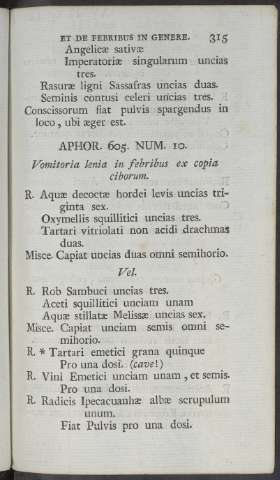 ET DE FEBRIBUS IN GENERE. 315
Angelicæ sativæ
Imperatoriæ singularum uncias
tres.
Rasuræ ligni Sassafras uncias duas.
Seminis contusi celeri uncias tres.
Conscissorum fiat pulvis spargendus in
loco, ubi æger est.
APHOR. 605. NUM. 10.
Vomitoria lenia in febribus ex copia
ciborum.
R. Aquæ decoctæ hordei levis uncias tri-
ginta sex.
Oxymellis squillitici uncias tres.
Tartari vitriolati non acidi drachmas
duas.
Misce. Capiat uncias duas omni semihorio.
Vel.
R. Rob Sambuci uncias tres.
Aceti squillitici unciam unam
Aquæ stillatæ Melissæ uncias sex.
Misce. Capiat unciam semis omni se-
mihorio.
R. * Tartari emetici grana quinque
Pro una dosi. (cave!)
R. Vini Emetici unciam unam, et semis.
Pro una dosi.
R. Radicis Ipecacuanhæ albæ scrupulum
unum.
Fiat Pulvis pro una dosi.